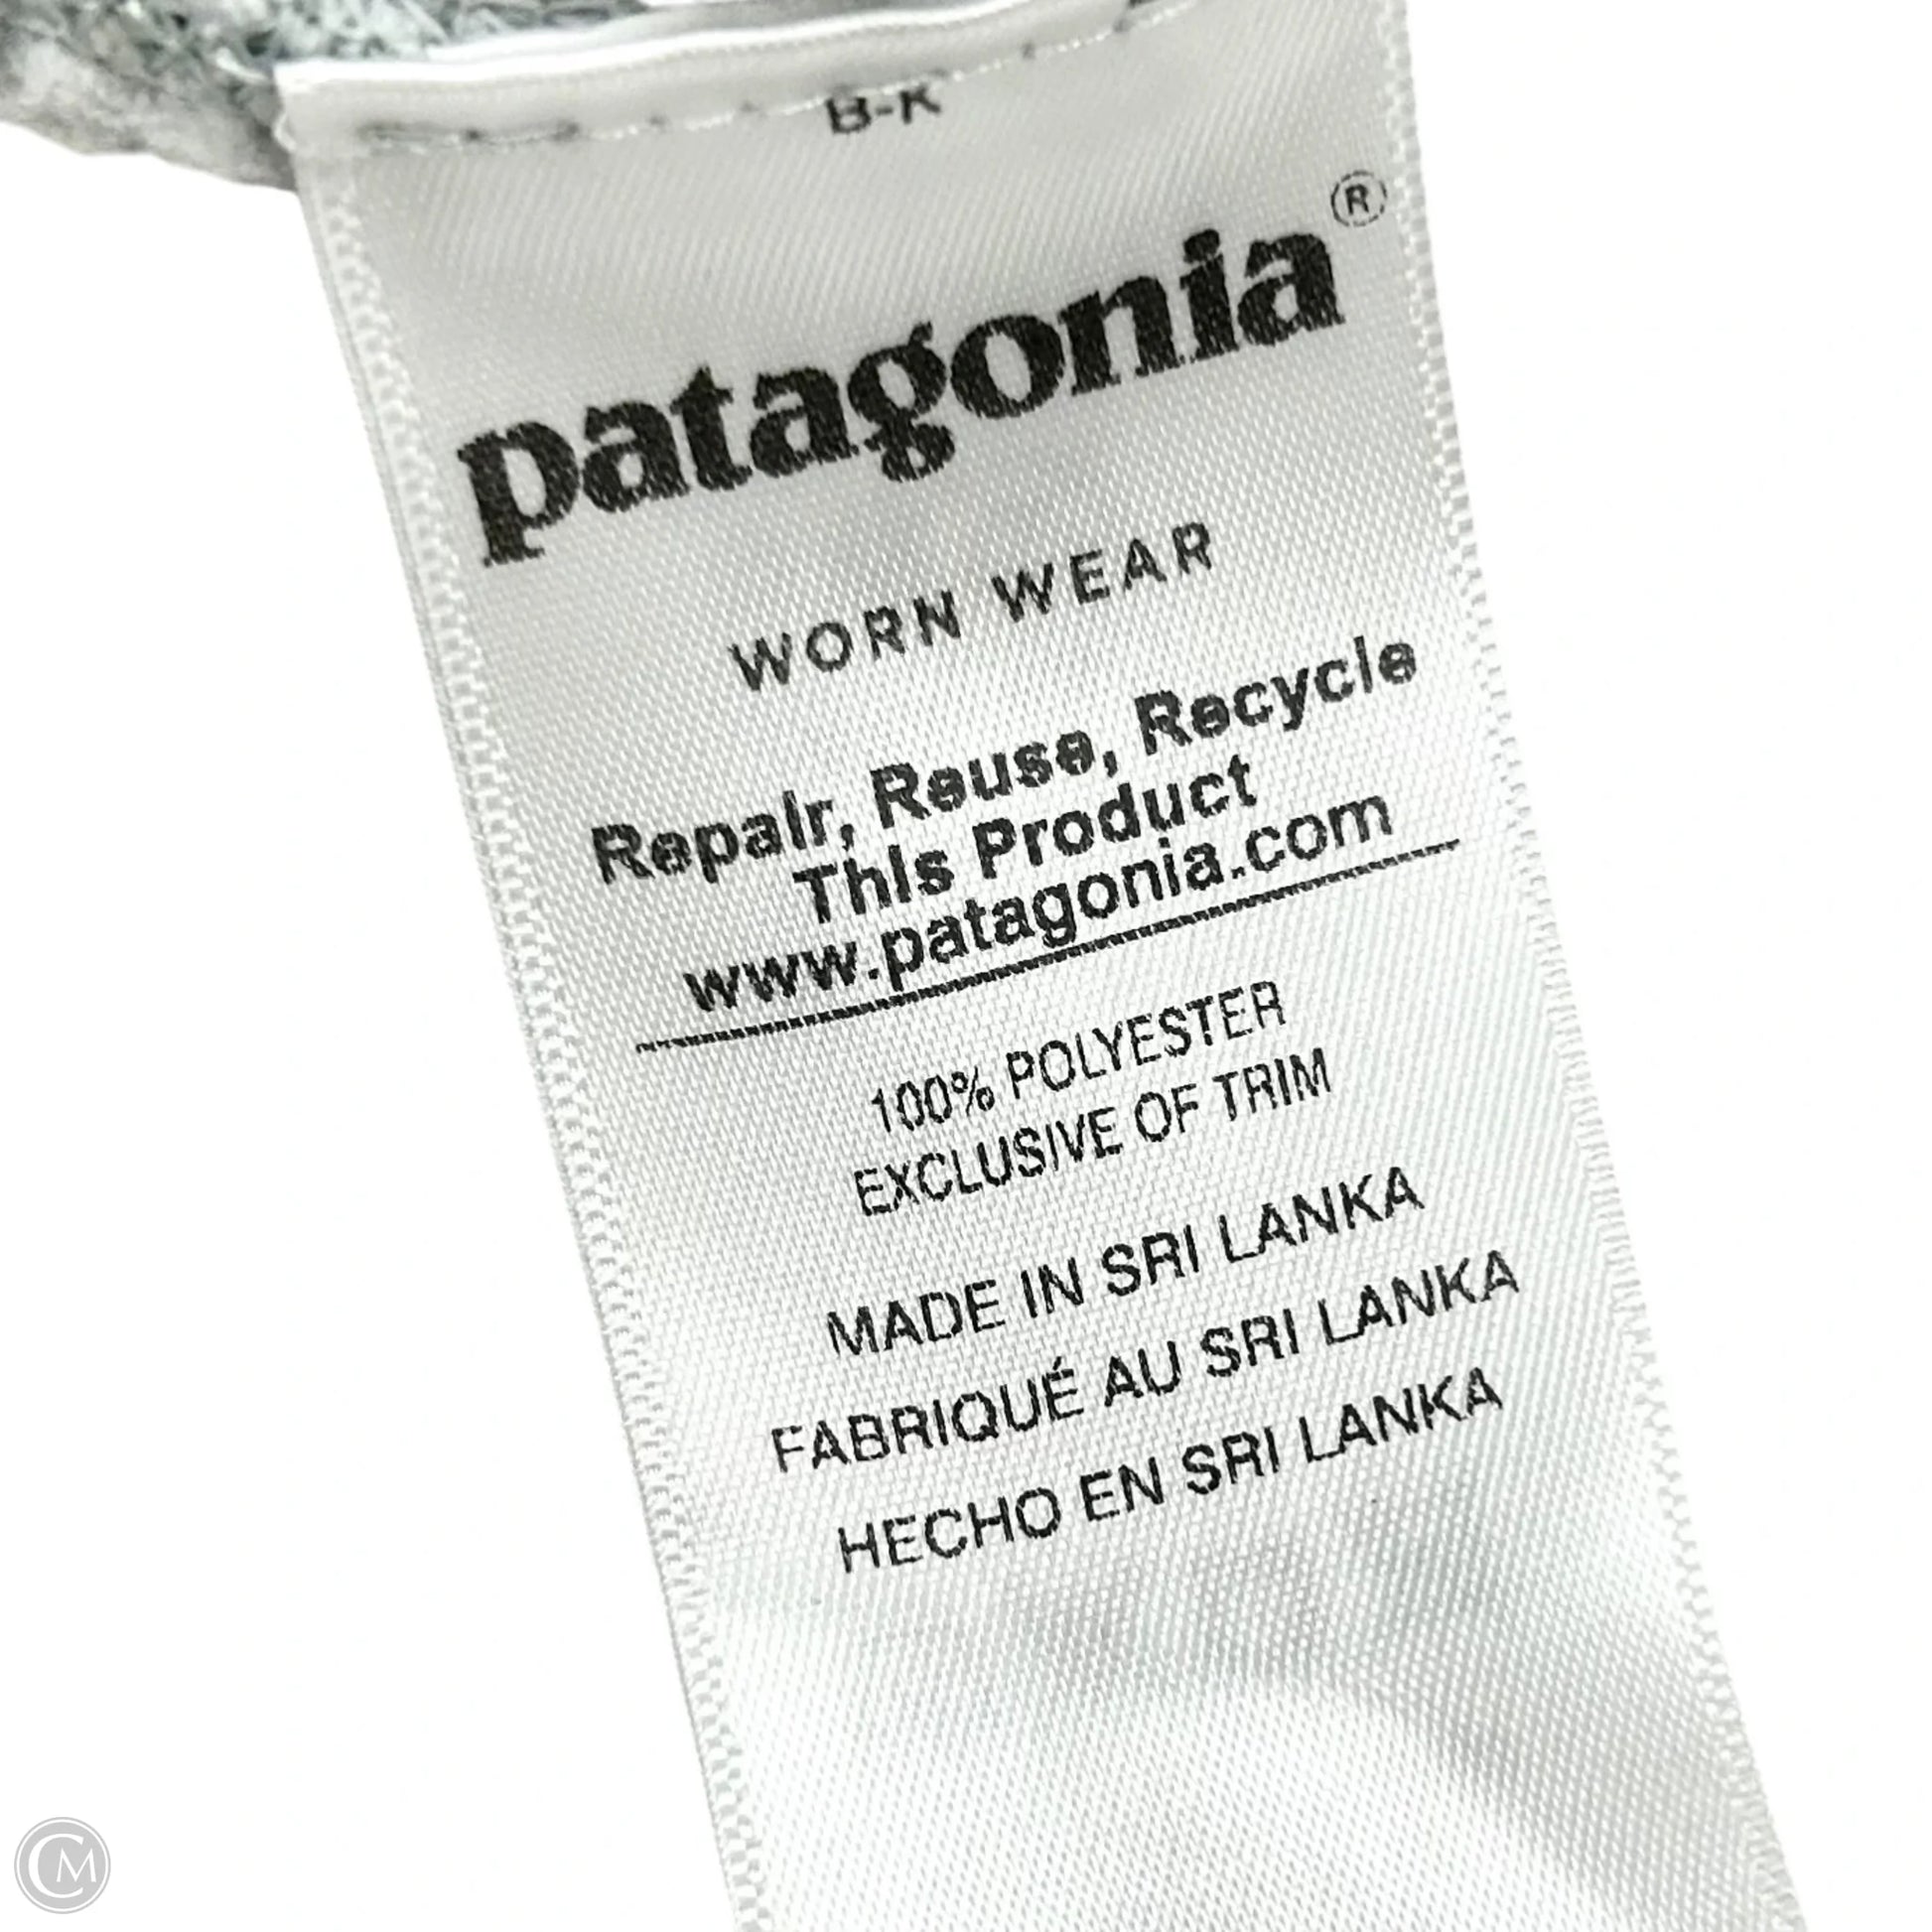 B-K
patagonia®
WORN WEAR
Repair, Reuse, Recycle
This Product
www.patagonia.com
100% POLYESTER
EXCLUSIVE OF TRIM
MADE IN SRI LANKA
FABRIQUÉ AU SRI LANKA
HECHO EN SRI LANKA
CM